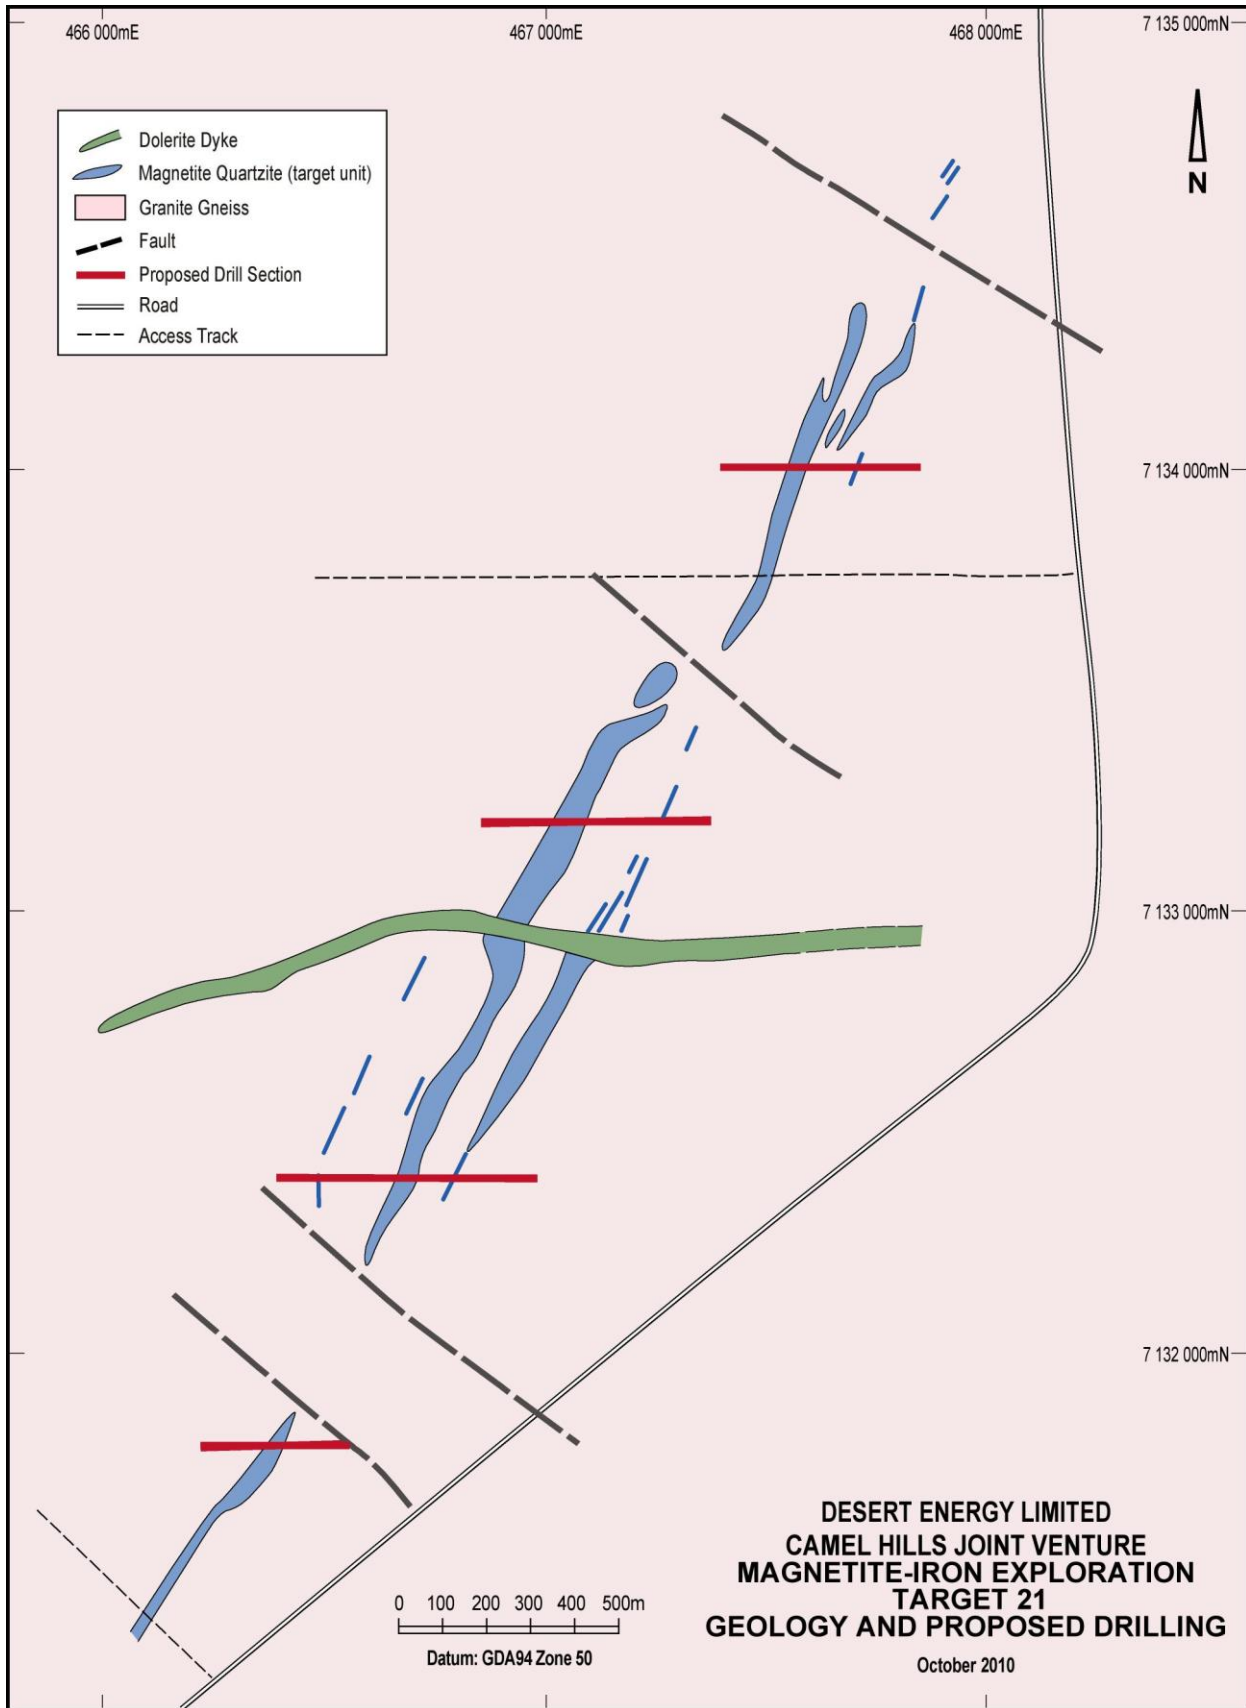 466 000mE
467 000mE
468 000mE
7 135 000mN
N
Dolerite Dyke
Magnetite Quartzite (target unit)
Granite Gneiss
Fault
Proposed Drill Section
Road
Access Track
7 134 000mN
7 133 000mN
7 132 000mN
0 100 200 300 400 500m
Datum: GDA94 Zone 50
DESERT ENERGY LIMITED
CAMEL HILLS JOINT VENTURE
MAGNETITE-IRON EXPLORATION
TARGET 21
GEOLOGY AND PROPOSED DRILLING
October 2010